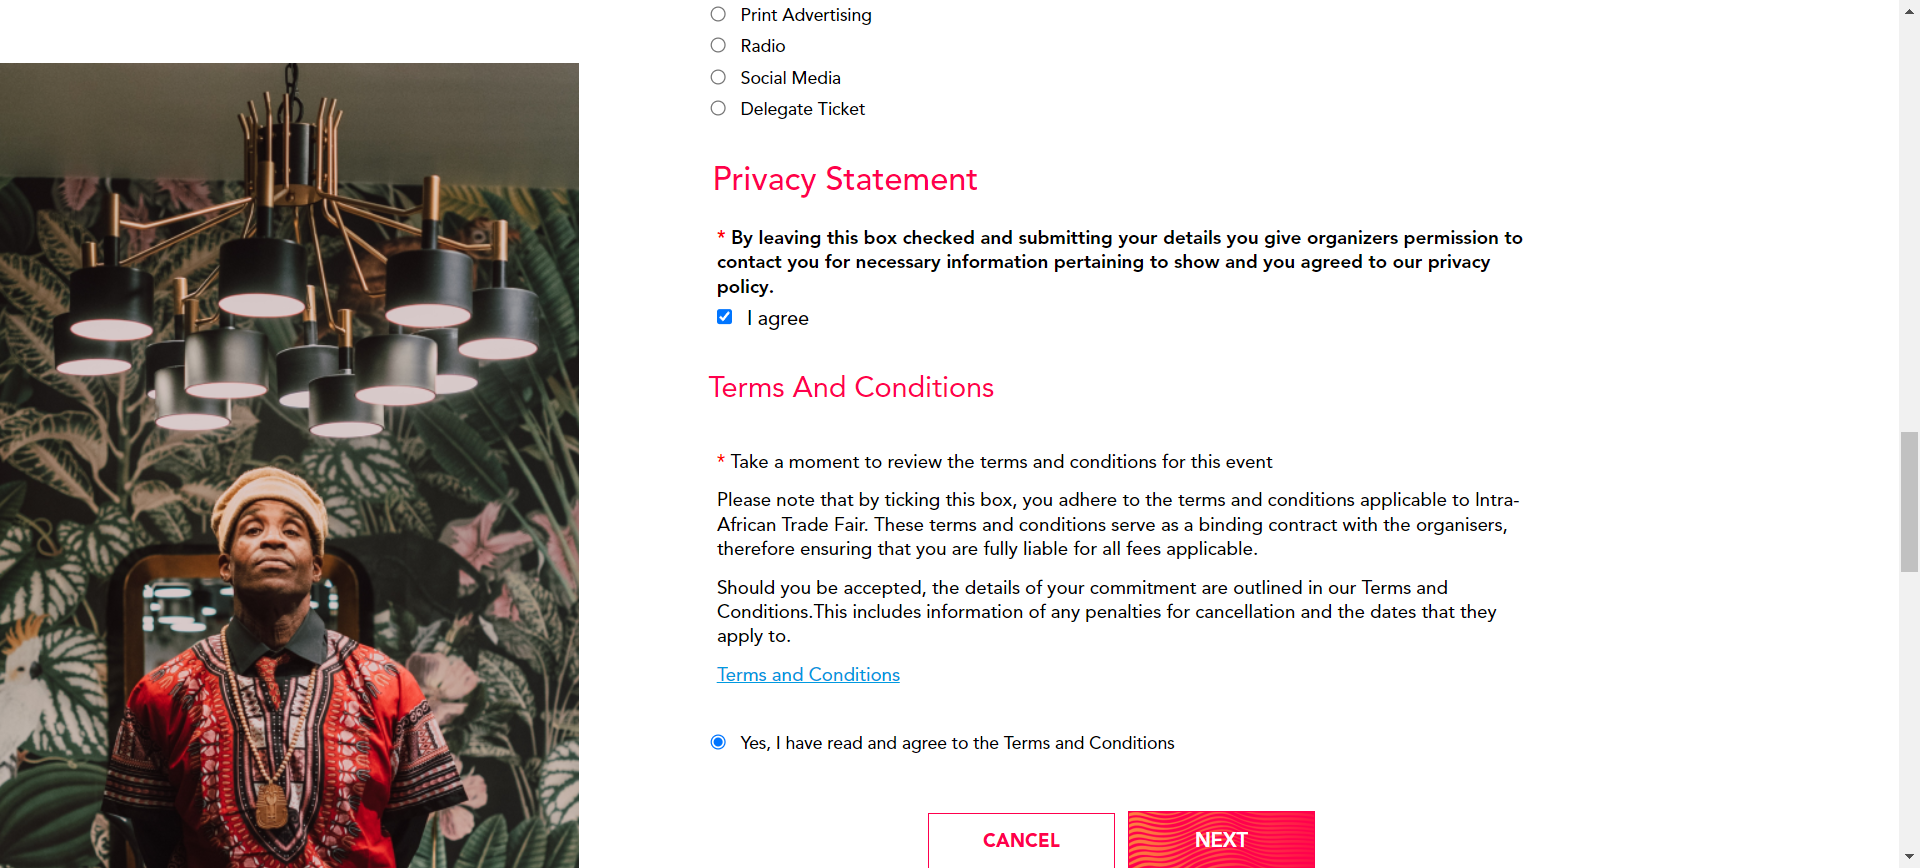 Print Advertising
Radio
Social Media
Delegate Ticket
Privacy Statement
* By leaving this box checked and submitting your details you give organizers permission to
contact you for necessary information pertaining to show and you agreed to our privacy
policy.
I agree
Terms And Conditions
* Take a moment to review the terms and conditions for this event
Please note that by ticking this box, you adhere to the terms and conditions applicable to Intra-
African Trade Fair. These terms and conditions serve as a binding contract with the organisers,
therefore ensuring that you are fully liable for all fees applicable.
Should you be accepted, the details of your commitment are outlined in our Terms and
Conditions.This includes information of any penalties for cancellation and the dates that they
apply to.
Terms and Conditions
Yes, I have read and agree to the Terms and Conditions
CANCEL
NEXT